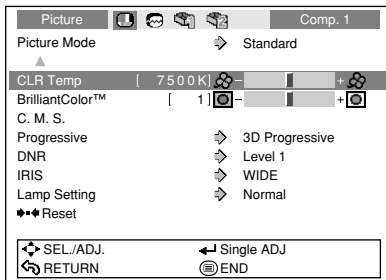 Picture Comp. 1
Picture Mode Standard
CLR Temp [ 7500K] - +
BrilliantColor™ [ 1] - +
C. M. S.
Progressive 3D Progressive
DNR Level 1
IRIS WIDE
Lamp Setting Normal
Reset
SEL./ADJ. Single ADJ
RETURN END